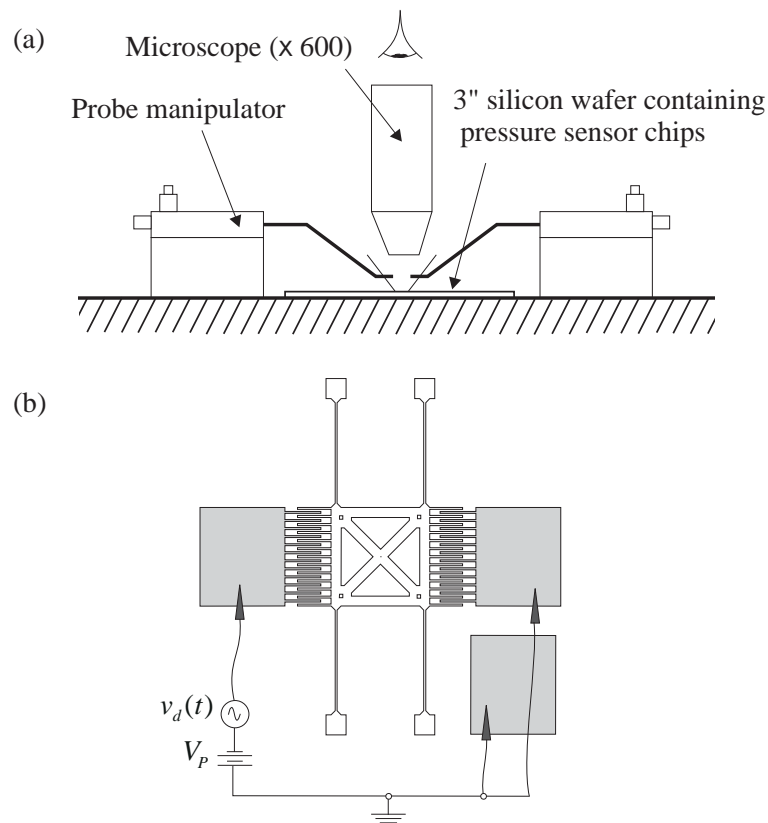 (a)
Microscope (x 600)
Probe manipulator
3" silicon wafer containing
pressure sensor chips
(b)
v_d(t)
V_P